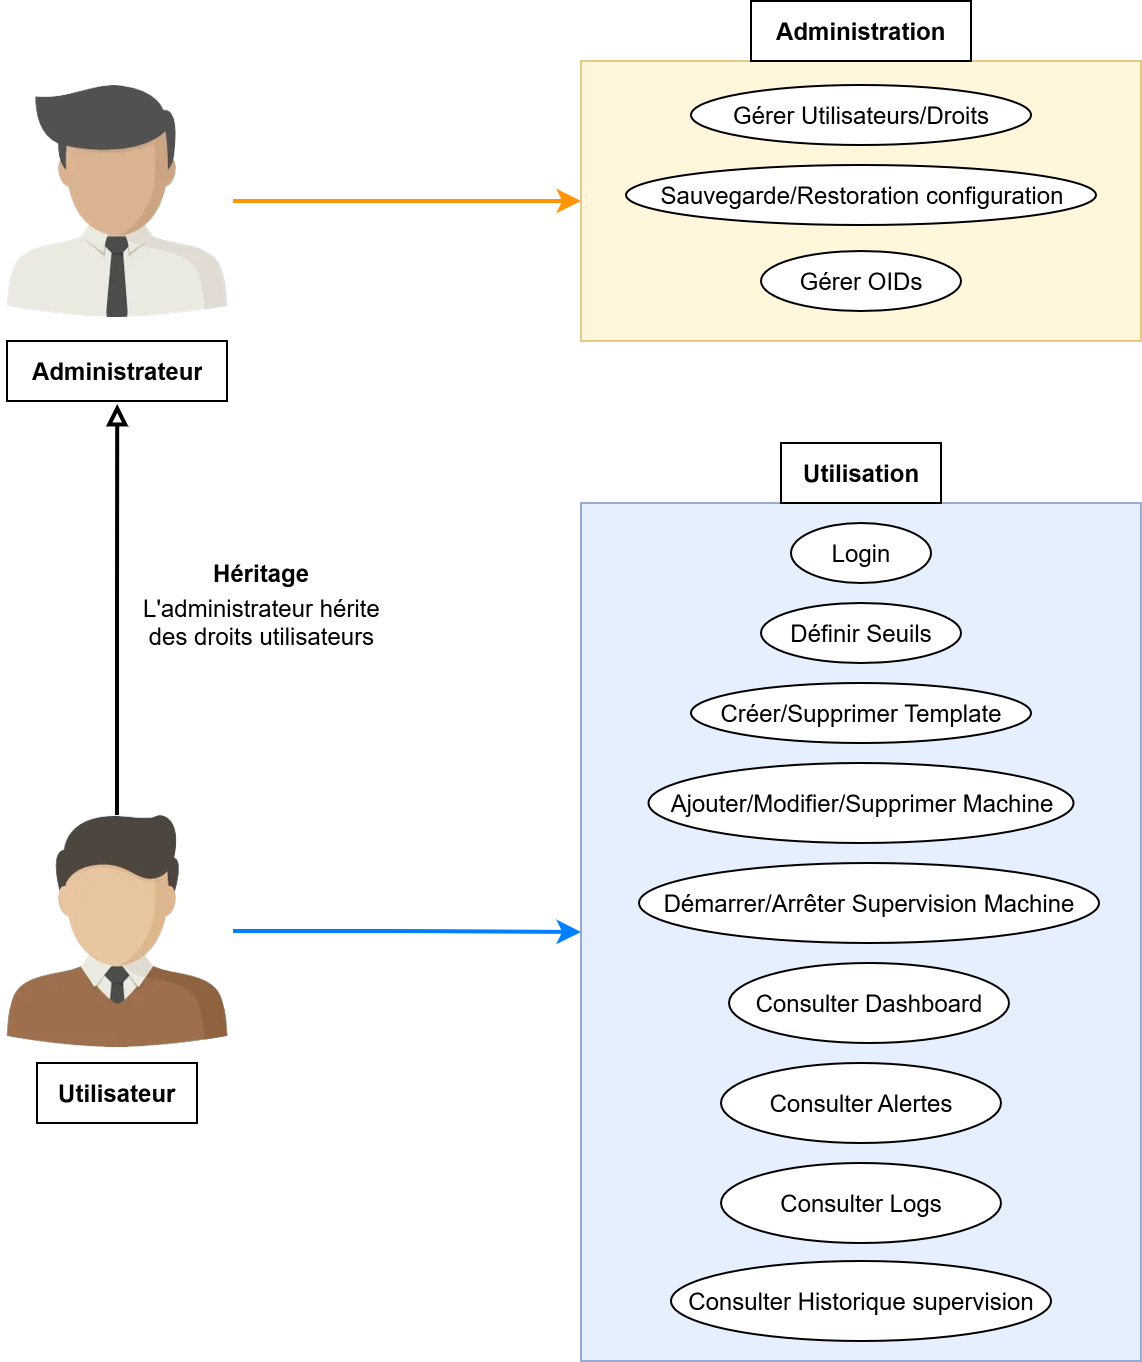 Administration
Gérer Utilisateurs/Droits
Sauvegarde/Restoration configuration
Gérer OIDs
Administrateur
Héritage
L'administrateur hérite
des droits utilisateurs
Utilisateur
Utilisation
Login
Définir Seuils
Créer/Supprimer Template
Ajouter/Modifier/Supprimer Machine
Démarrer/Arrêter Supervision Machine
Consulter Dashboard
Consulter Alertes
Consulter Logs
Consulter Historique supervision